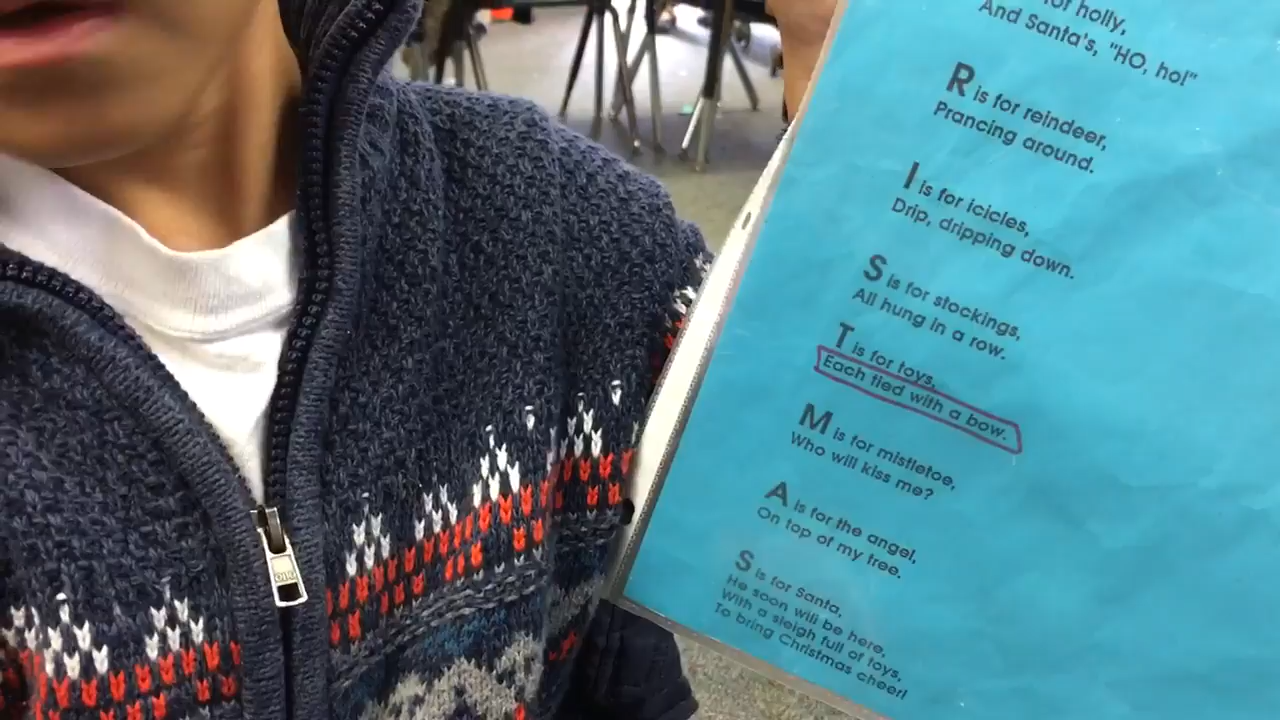 for holly,
And Santa's, "HO, ho!"
R is for reindeer,
Prancing around.
I is for icicles,
Drip, dripping down.
S is for stockings,
All hung in a row.
T is for toys,
Each tied with a bow.
M is for mistletoe,
Who will kiss me?
A is for the angel,
On top of my tree.
S is for Santa,
He soon will be here,
With a sleigh full of toys,
To bring Christmas cheer!